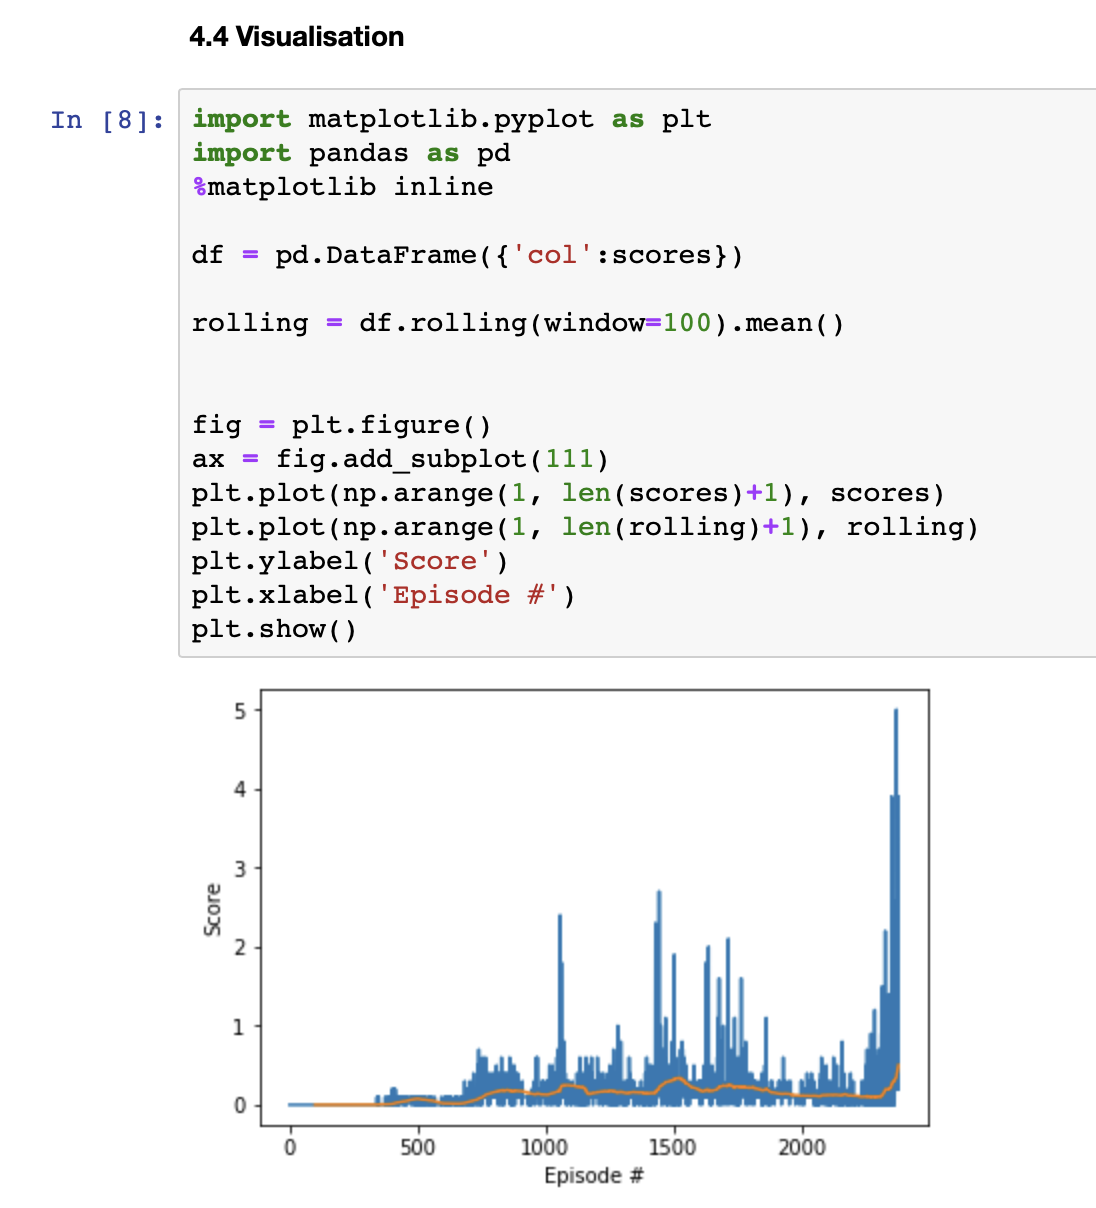 4.4 Visualisation
In [8]:
import matplotlib.pyplot as plt
import pandas as pd
%matplotlib inline
df = pd.DataFrame({'col':scores})
rolling = df.rolling(window=100).mean()
fig = plt.figure()
ax = fig.add_subplot(111)
plt.plot(np.arange(1, len(scores)+1), scores)
plt.plot(np.arange(1, len(rolling)+1), rolling)
plt.ylabel('Score')
plt.xlabel('Episode #')
plt.show()
5
4
3
2
1
0
Score
0 500 1000 1500 2000
Episode #